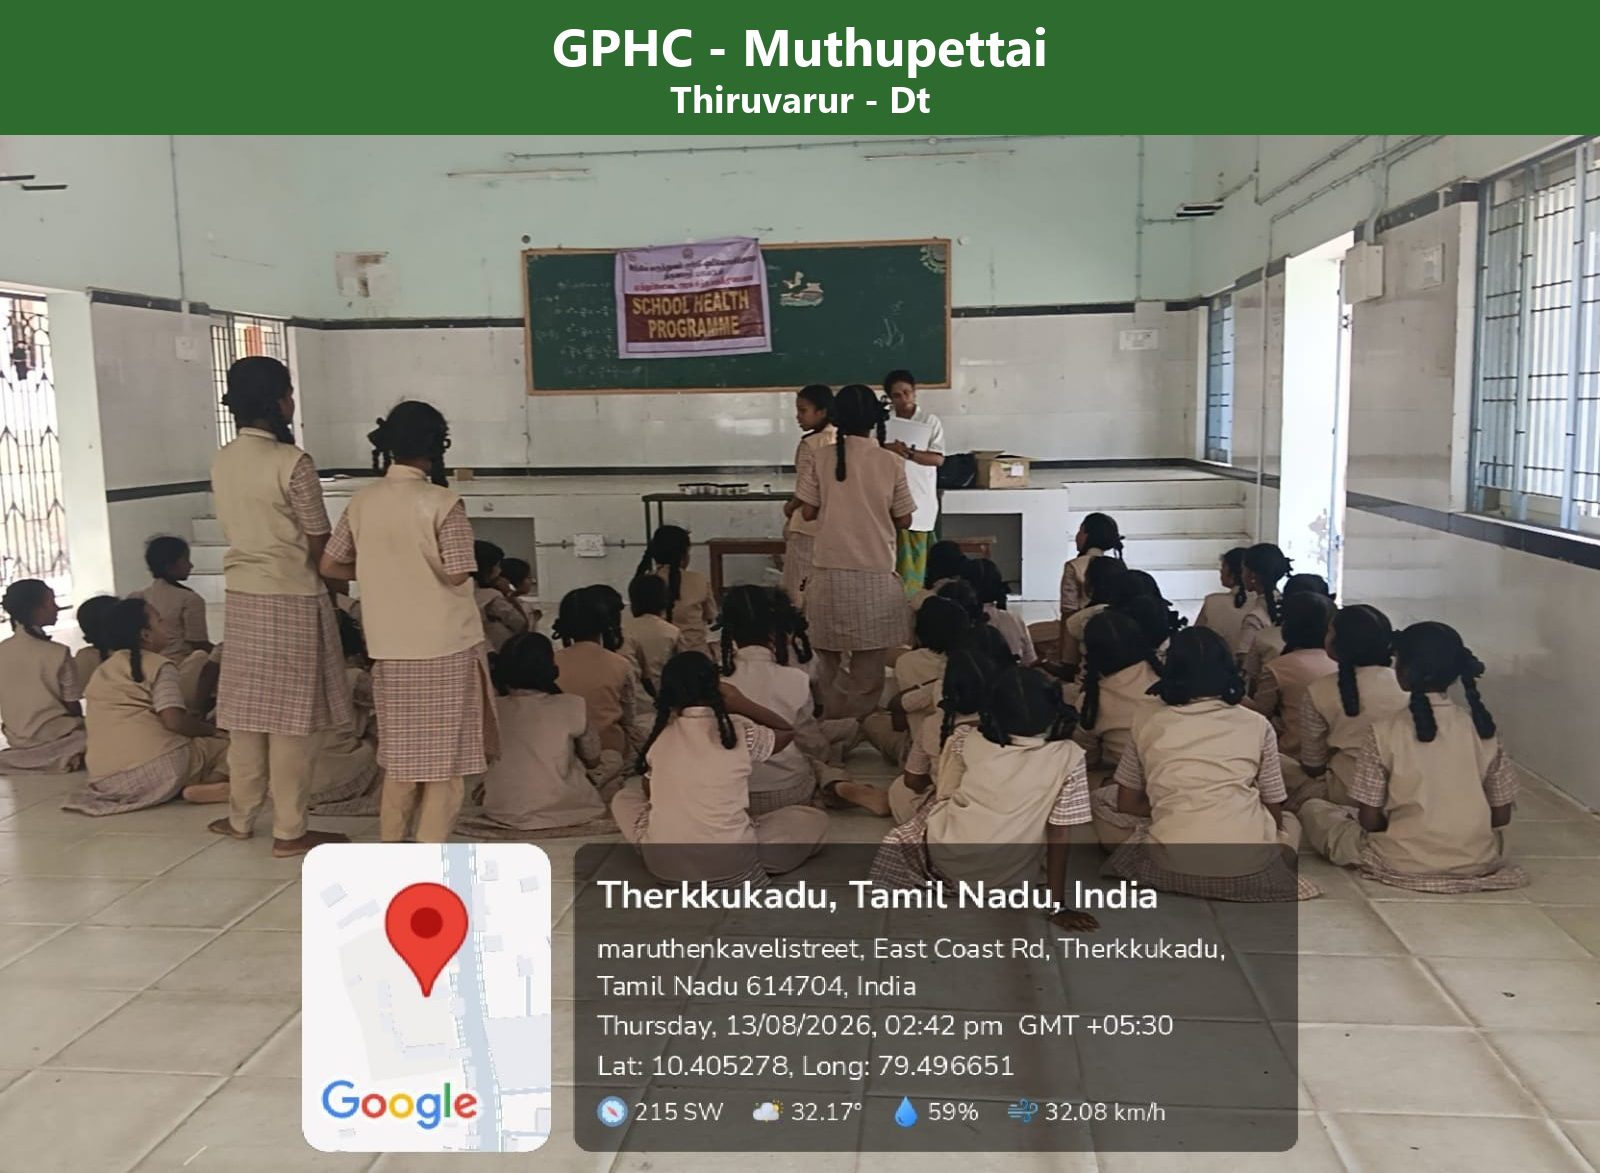 GPHC - Muthupettai
Thiruvarur - Dt
SCHOOL HEALTH
PROGRAMME
Therkkukadu, Tamil Nadu, India
maruthenkavelistreet, East Coast Rd, Therkkukadu,
Tamil Nadu 614704, India
Thursday, 13/08/2026, 02:42 pm GMT +05:30
Lat: 10.405278, Long: 79.496651
215 SW 32.17° 59% 32.08 km/h
Google